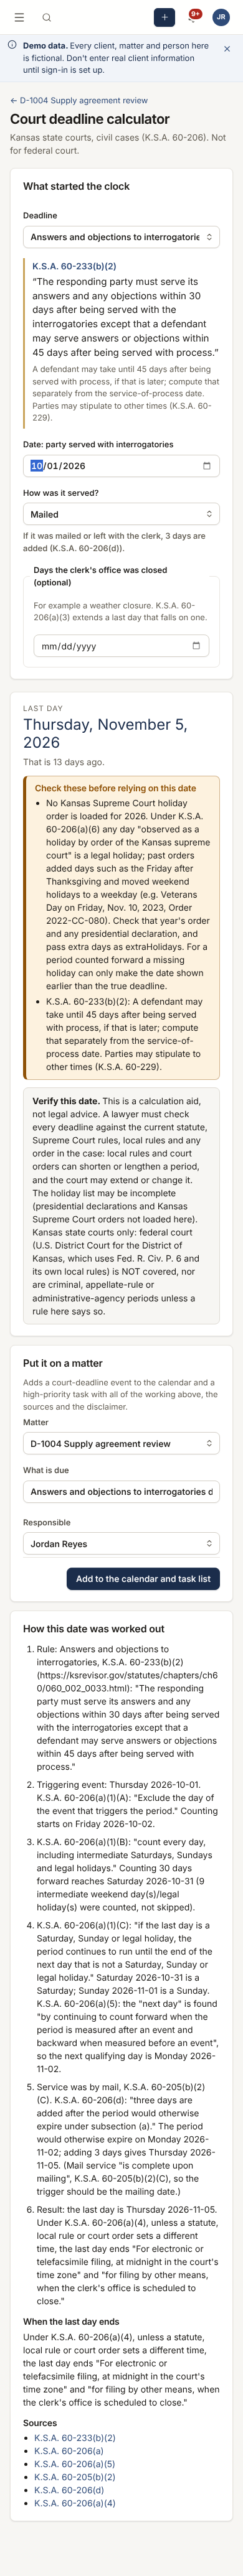 9+
JR
Demo data. Every client, matter and person here
is fictional. Don't enter real client information
until sign-in is set up.
← D-1004 Supply agreement review
Court deadline calculator
Kansas state courts, civil cases (K.S.A. 60-206). Not
for federal court.
What started the clock
Deadline
Answers and objections to interrogatorie
K.S.A. 60-233(b)(2)
“The responding party must serve its
answers and any objections within 30
days after being served with the
interrogatories except that a defendant
may serve answers or objections within
45 days after being served with process.”
A defendant may take until 45 days after being
served with process, if that is later; compute that
separately from the service-of-process date.
Parties may stipulate to other times (K.S.A. 60-
229).
Date: party served with interrogatories
10/01/2026
How was it served?
Mailed
If it was mailed or left with the clerk, 3 days are
added (K.S.A. 60-206(d)).
Days the clerk's office was closed
(optional)
For example a weather closure. K.S.A. 60-
206(a)(3) extends a last day that falls on one.
mm/dd/yyyy
LAST DAY
Thursday, November 5,
2026
That is 13 days ago.
Check these before relying on this date
• No Kansas Supreme Court holiday
order is loaded for 2026. Under K.S.A.
60-206(a)(6) any day "observed as a
holiday by order of the Kansas supreme
court" is a legal holiday; past orders
added days such as the Friday after
Thanksgiving and moved weekend
holidays to a weekday (e.g. Veterans
Day on Friday, Nov. 10, 2023, Order
2022-CC-080). Check that year's order
and any presidential declaration, and
pass extra days as extraHolidays. For a
period counted forward a missing
holiday can only make the date shown
earlier than the true deadline.
• K.S.A. 60-233(b)(2): A defendant may
take until 45 days after being served
with process, if that is later; compute
that separately from the service-of-
process date. Parties may stipulate to
other times (K.S.A. 60-229).
Verify this date. This is a calculation aid,
not legal advice. A lawyer must check
every deadline against the current statute,
Supreme Court rules, local rules and any
order in the case: local rules and court
orders can shorten or lengthen a period,
and the court may extend or change it.
The holiday list may be incomplete
(presidential declarations and Kansas
Supreme Court orders not loaded here).
Kansas state courts only: federal court
(U.S. District Court for the District of
Kansas, which uses Fed. R. Civ. P. 6 and
its own local rules) is NOT covered, nor
are criminal, appellate-rule or
administrative-agency periods unless a
rule here says so.
Put it on a matter
Adds a court-deadline event to the calendar and a
high-priority task with all of the working above, the
sources and the disclaimer.
Matter
D-1004 Supply agreement review
What is due
Answers and objections to interrogatories d
Responsible
Jordan Reyes
Add to the calendar and task list
How this date was worked out
1. Rule: Answers and objections to
interrogatories, K.S.A. 60-233(b)(2)
(https://ksrevisor.gov/statutes/chapters/ch6
0/060_002_0033.html): "The responding
party must serve its answers and any
objections within 30 days after being served
with the interrogatories except that a
defendant may serve answers or objections
within 45 days after being served with
process."
2. Triggering event: Thursday 2026-10-01.
K.S.A. 60-206(a)(1)(A): "Exclude the day of
the event that triggers the period." Counting
starts on Friday 2026-10-02.
3. K.S.A. 60-206(a)(1)(B): "count every day,
including intermediate Saturdays, Sundays
and legal holidays." Counting 30 days
forward reaches Saturday 2026-10-31 (9
intermediate weekend day(s)/legal
holiday(s) were counted, not skipped).
4. K.S.A. 60-206(a)(1)(C): "if the last day is a
Saturday, Sunday or legal holiday, the
period continues to run until the end of the
next day that is not a Saturday, Sunday or
legal holiday." Saturday 2026-10-31 is a
Saturday; Sunday 2026-11-01 is a Sunday.
K.S.A. 60-206(a)(5): the "next day" is found
"by continuing to count forward when the
period is measured after an event and
backward when measured before an event",
so the next qualifying day is Monday 2026-
11-02.
5. Service was by mail, K.S.A. 60-205(b)(2)
(C). K.S.A. 60-206(d): "three days are
added after the period would otherwise
expire under subsection (a)." The period
would otherwise expire on Monday 2026-
11-02; adding 3 days gives Thursday 2026-
11-05. (Mail service "is complete upon
mailing", K.S.A. 60-205(b)(2)(C), so the
trigger should be the mailing date.)
6. Result: the last day is Thursday 2026-11-05.
Under K.S.A. 60-206(a)(4), unless a statute,
local rule or court order sets a different
time, the last day ends "For electronic or
telefacsimile filing, at midnight in the court's
time zone" and "for filing by other means,
when the clerk's office is scheduled to
close."
When the last day ends
Under K.S.A. 60-206(a)(4), unless a statute,
local rule or court order sets a different time,
the last day ends "For electronic or
telefacsimile filing, at midnight in the court's
time zone" and "for filing by other means, when
the clerk's office is scheduled to close."
Sources
• K.S.A. 60-233(b)(2)
• K.S.A. 60-206(a)
• K.S.A. 60-206(a)(5)
• K.S.A. 60-205(b)(2)
• K.S.A. 60-206(d)
• K.S.A. 60-206(a)(4)